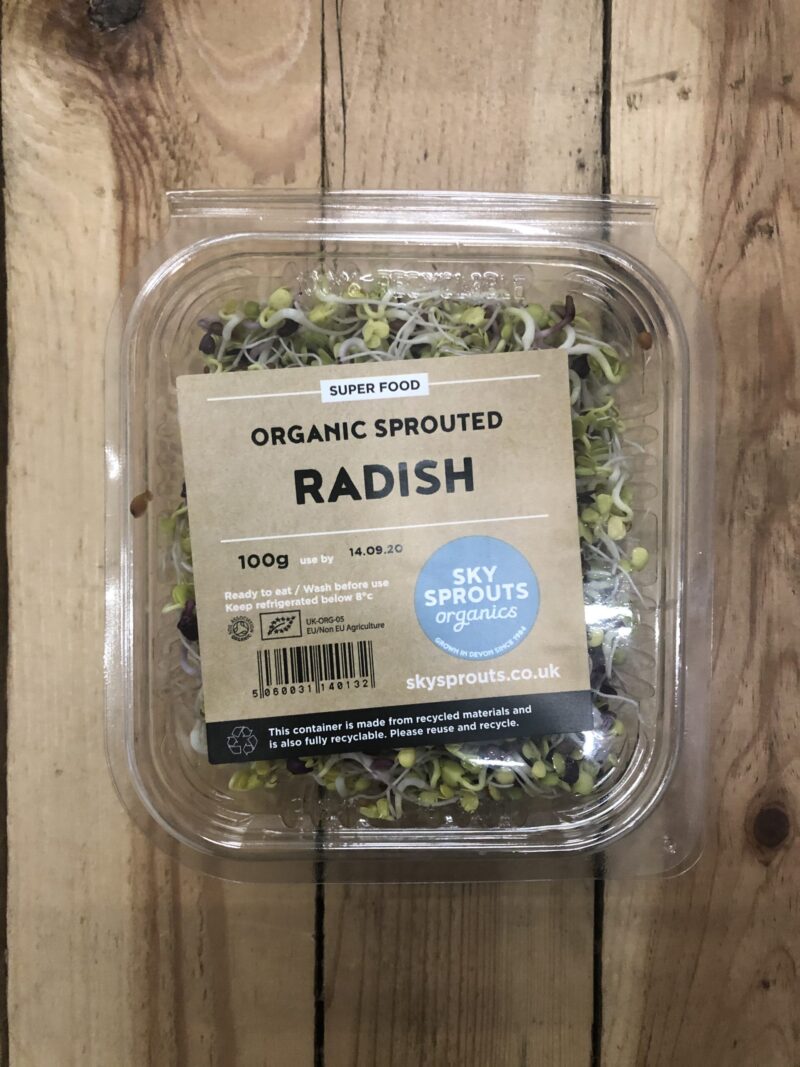 SUPER FOOD
ORGANIC SPROUTED
RADISH
100g use by 14.09.20
Ready to eat / Wash before use
Keep refrigerated below 8°c
UK-ORG-05
EU/Non EU Agriculture
SKY
SPROUTS
organics
GROWN IN DEVON SINCE 1994
5 060031 140132
skysprouts.co.uk
This container is made from recycled materials and
is also fully recyclable. Please reuse and recycle.